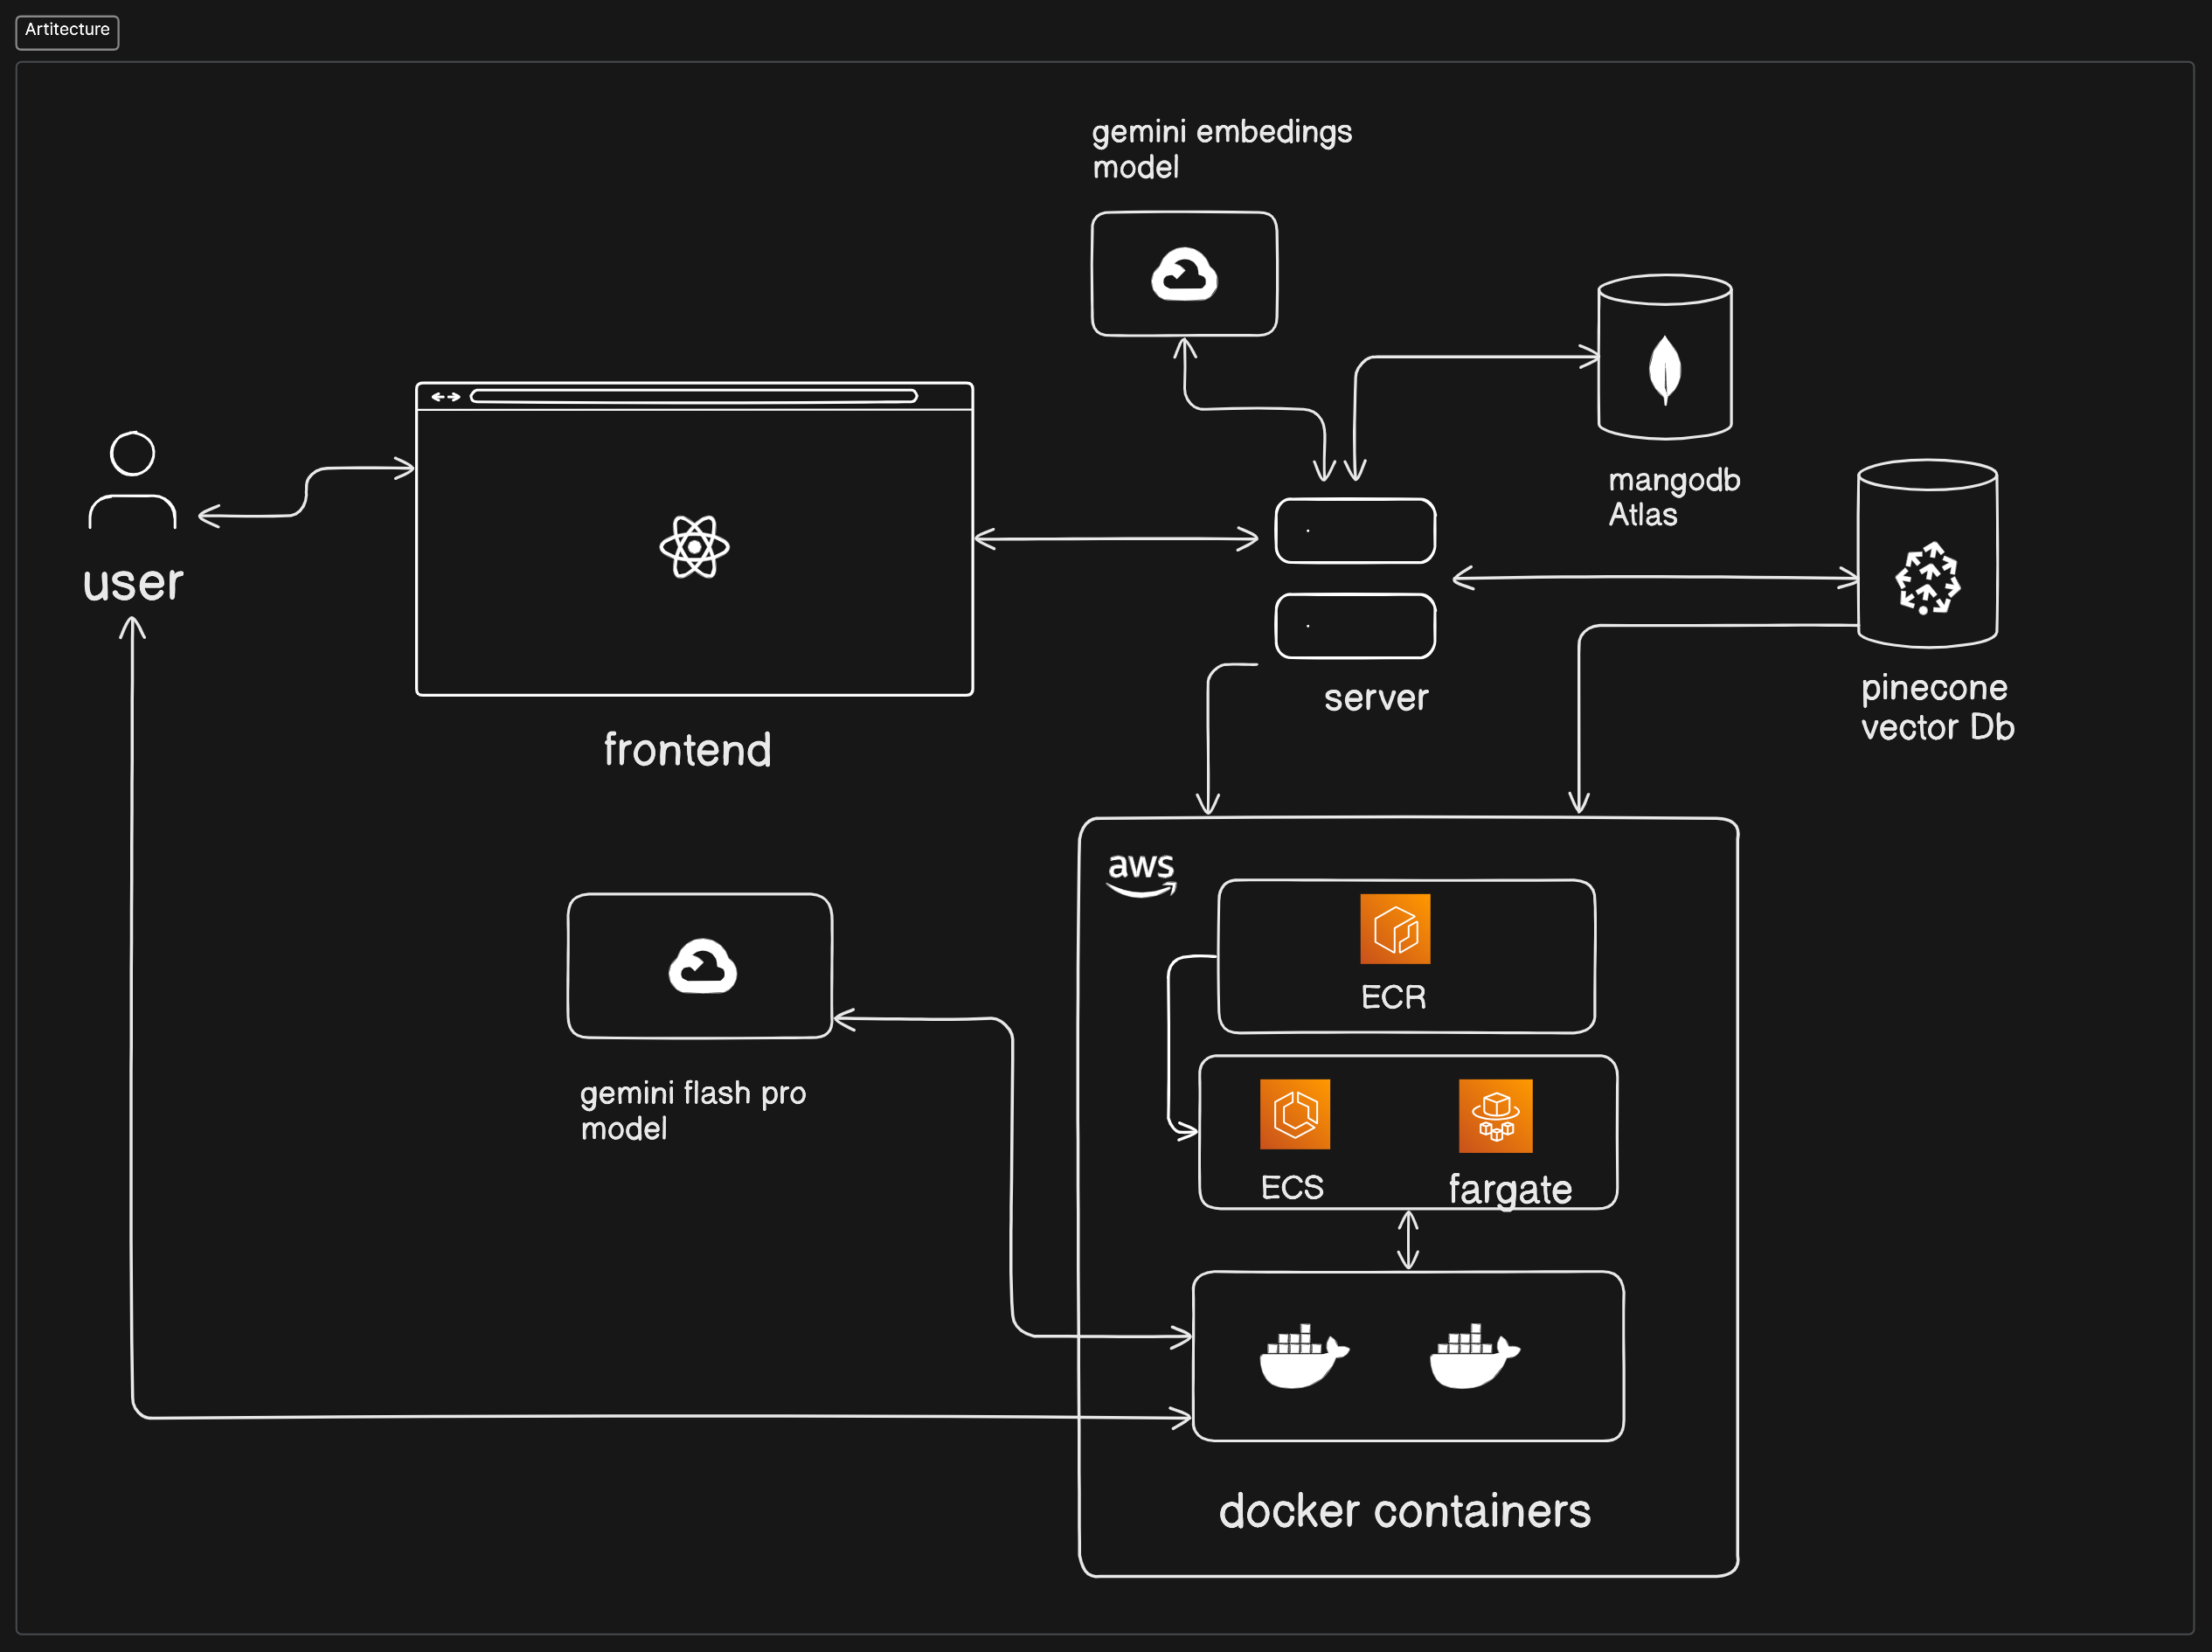 Artitecture
gemini embedings
model
mangodb
Atlas
user
server
pinecone
vector Db
frontend
aws
ECR
gemini flash pro
model
ECS
fargate
docker containers